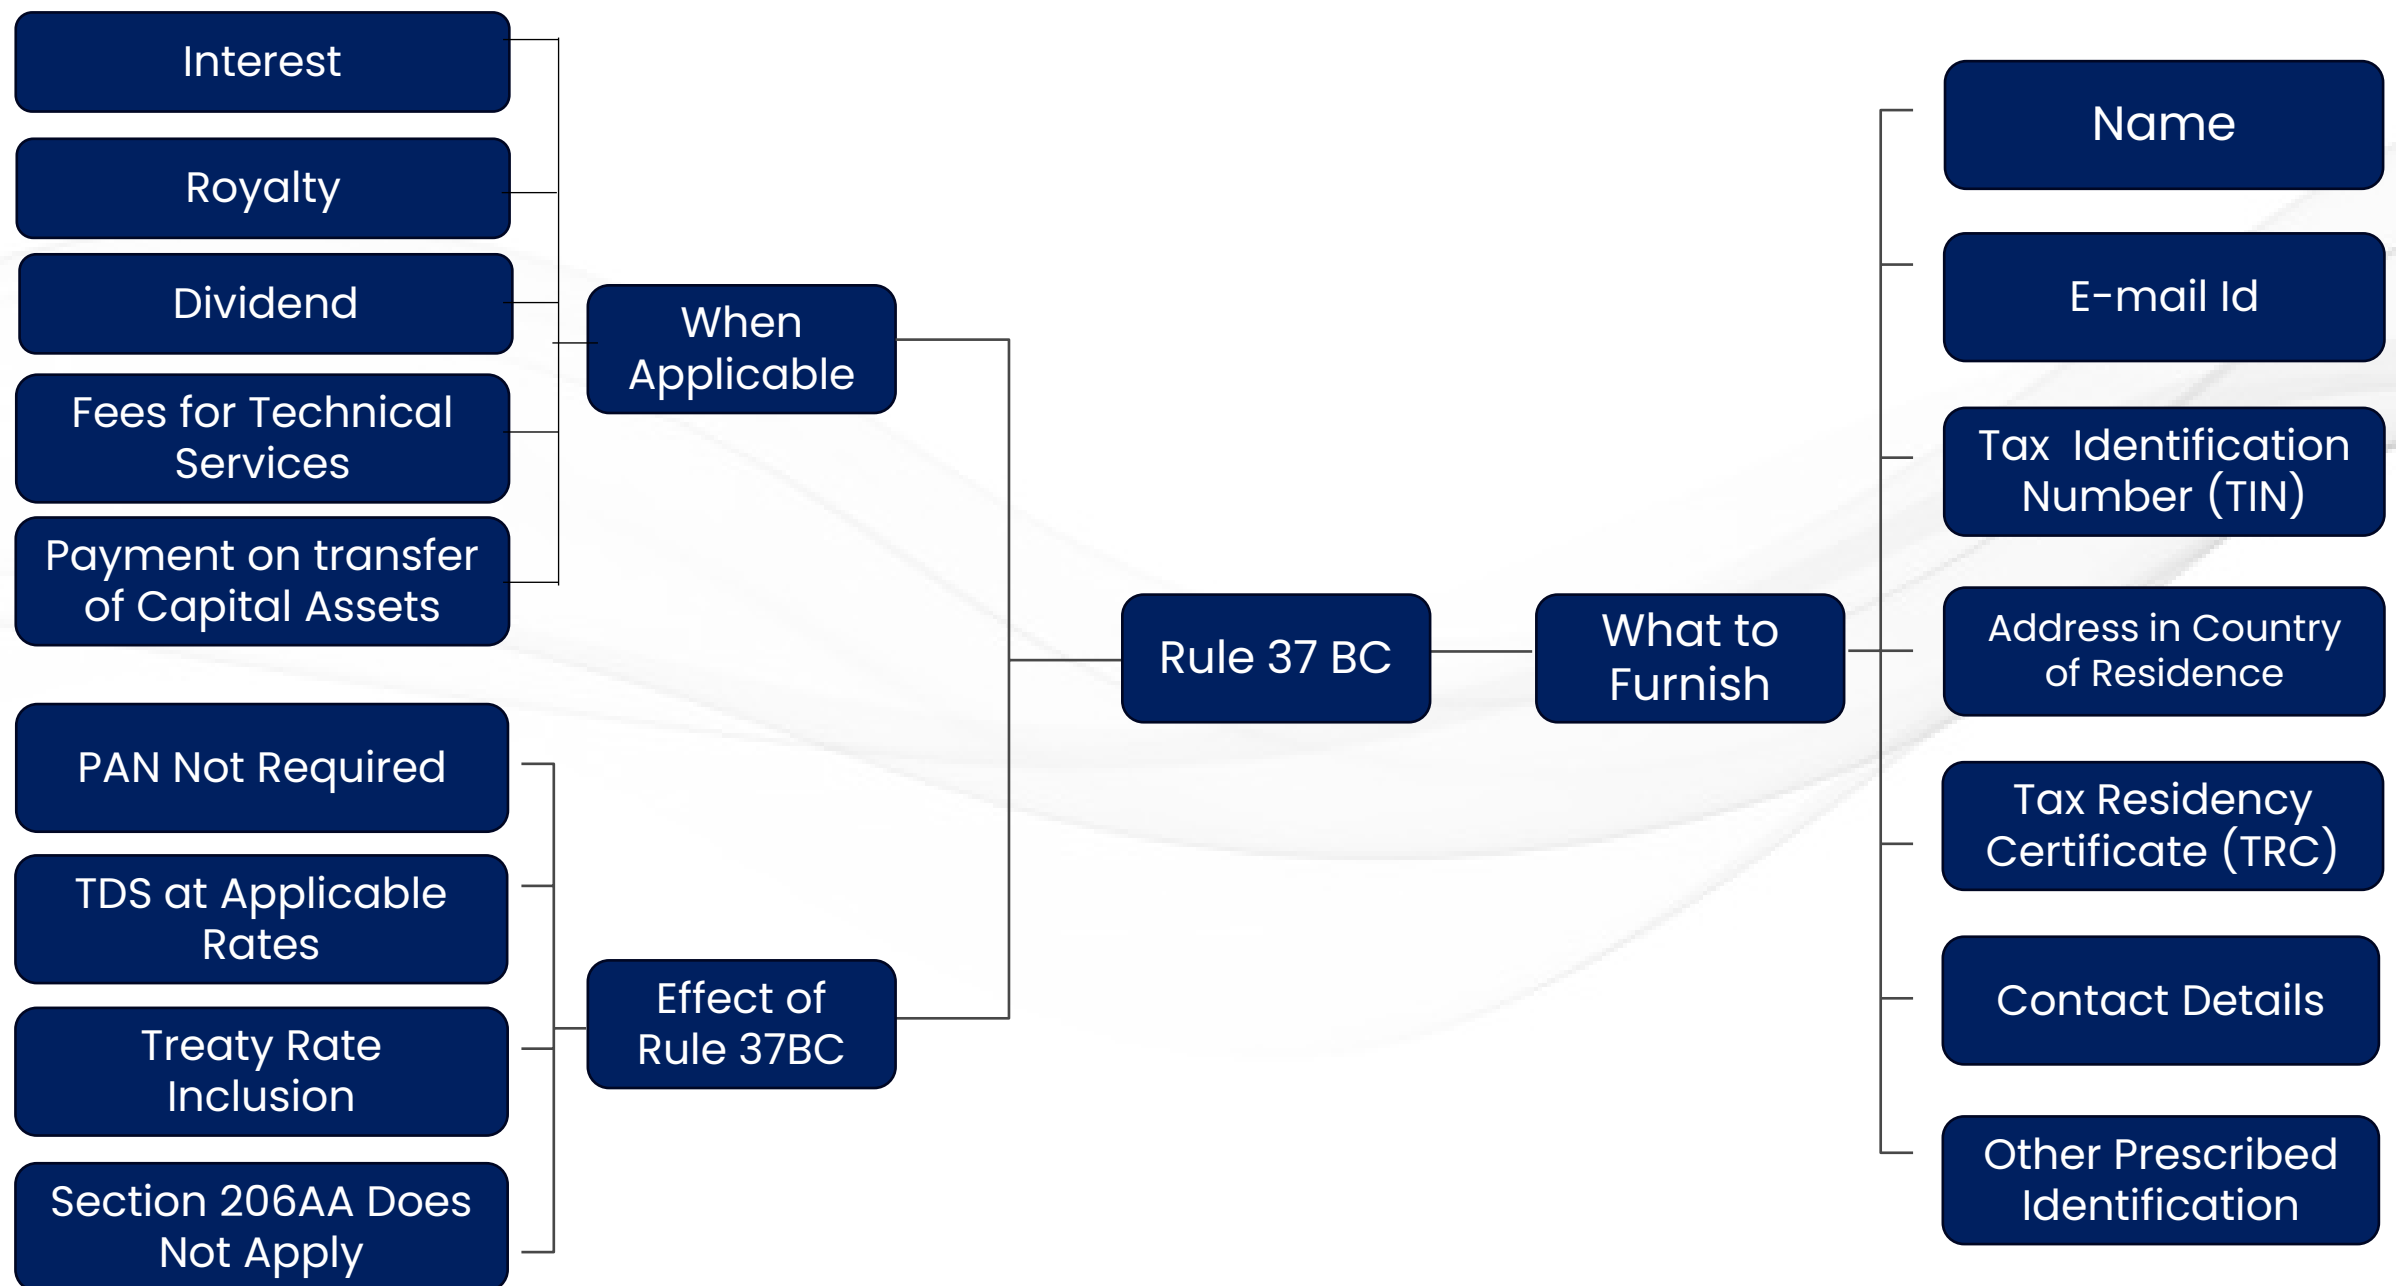 Interest
Royalty
Dividend
Fees for Technical
Services
Payment on transfer
of Capital Assets
When
Applicable
PAN Not Required
TDS at Applicable
Rates
Treaty Rate
Inclusion
Section 206AA Does
Not Apply
Effect of
Rule 37BC
Rule 37 BC
What to
Furnish
Name
E-mail Id
Tax  Identification
Number (TIN)
Address in Country
of Residence
Tax Residency
Certificate (TRC)
Contact Details
Other Prescribed
Identification